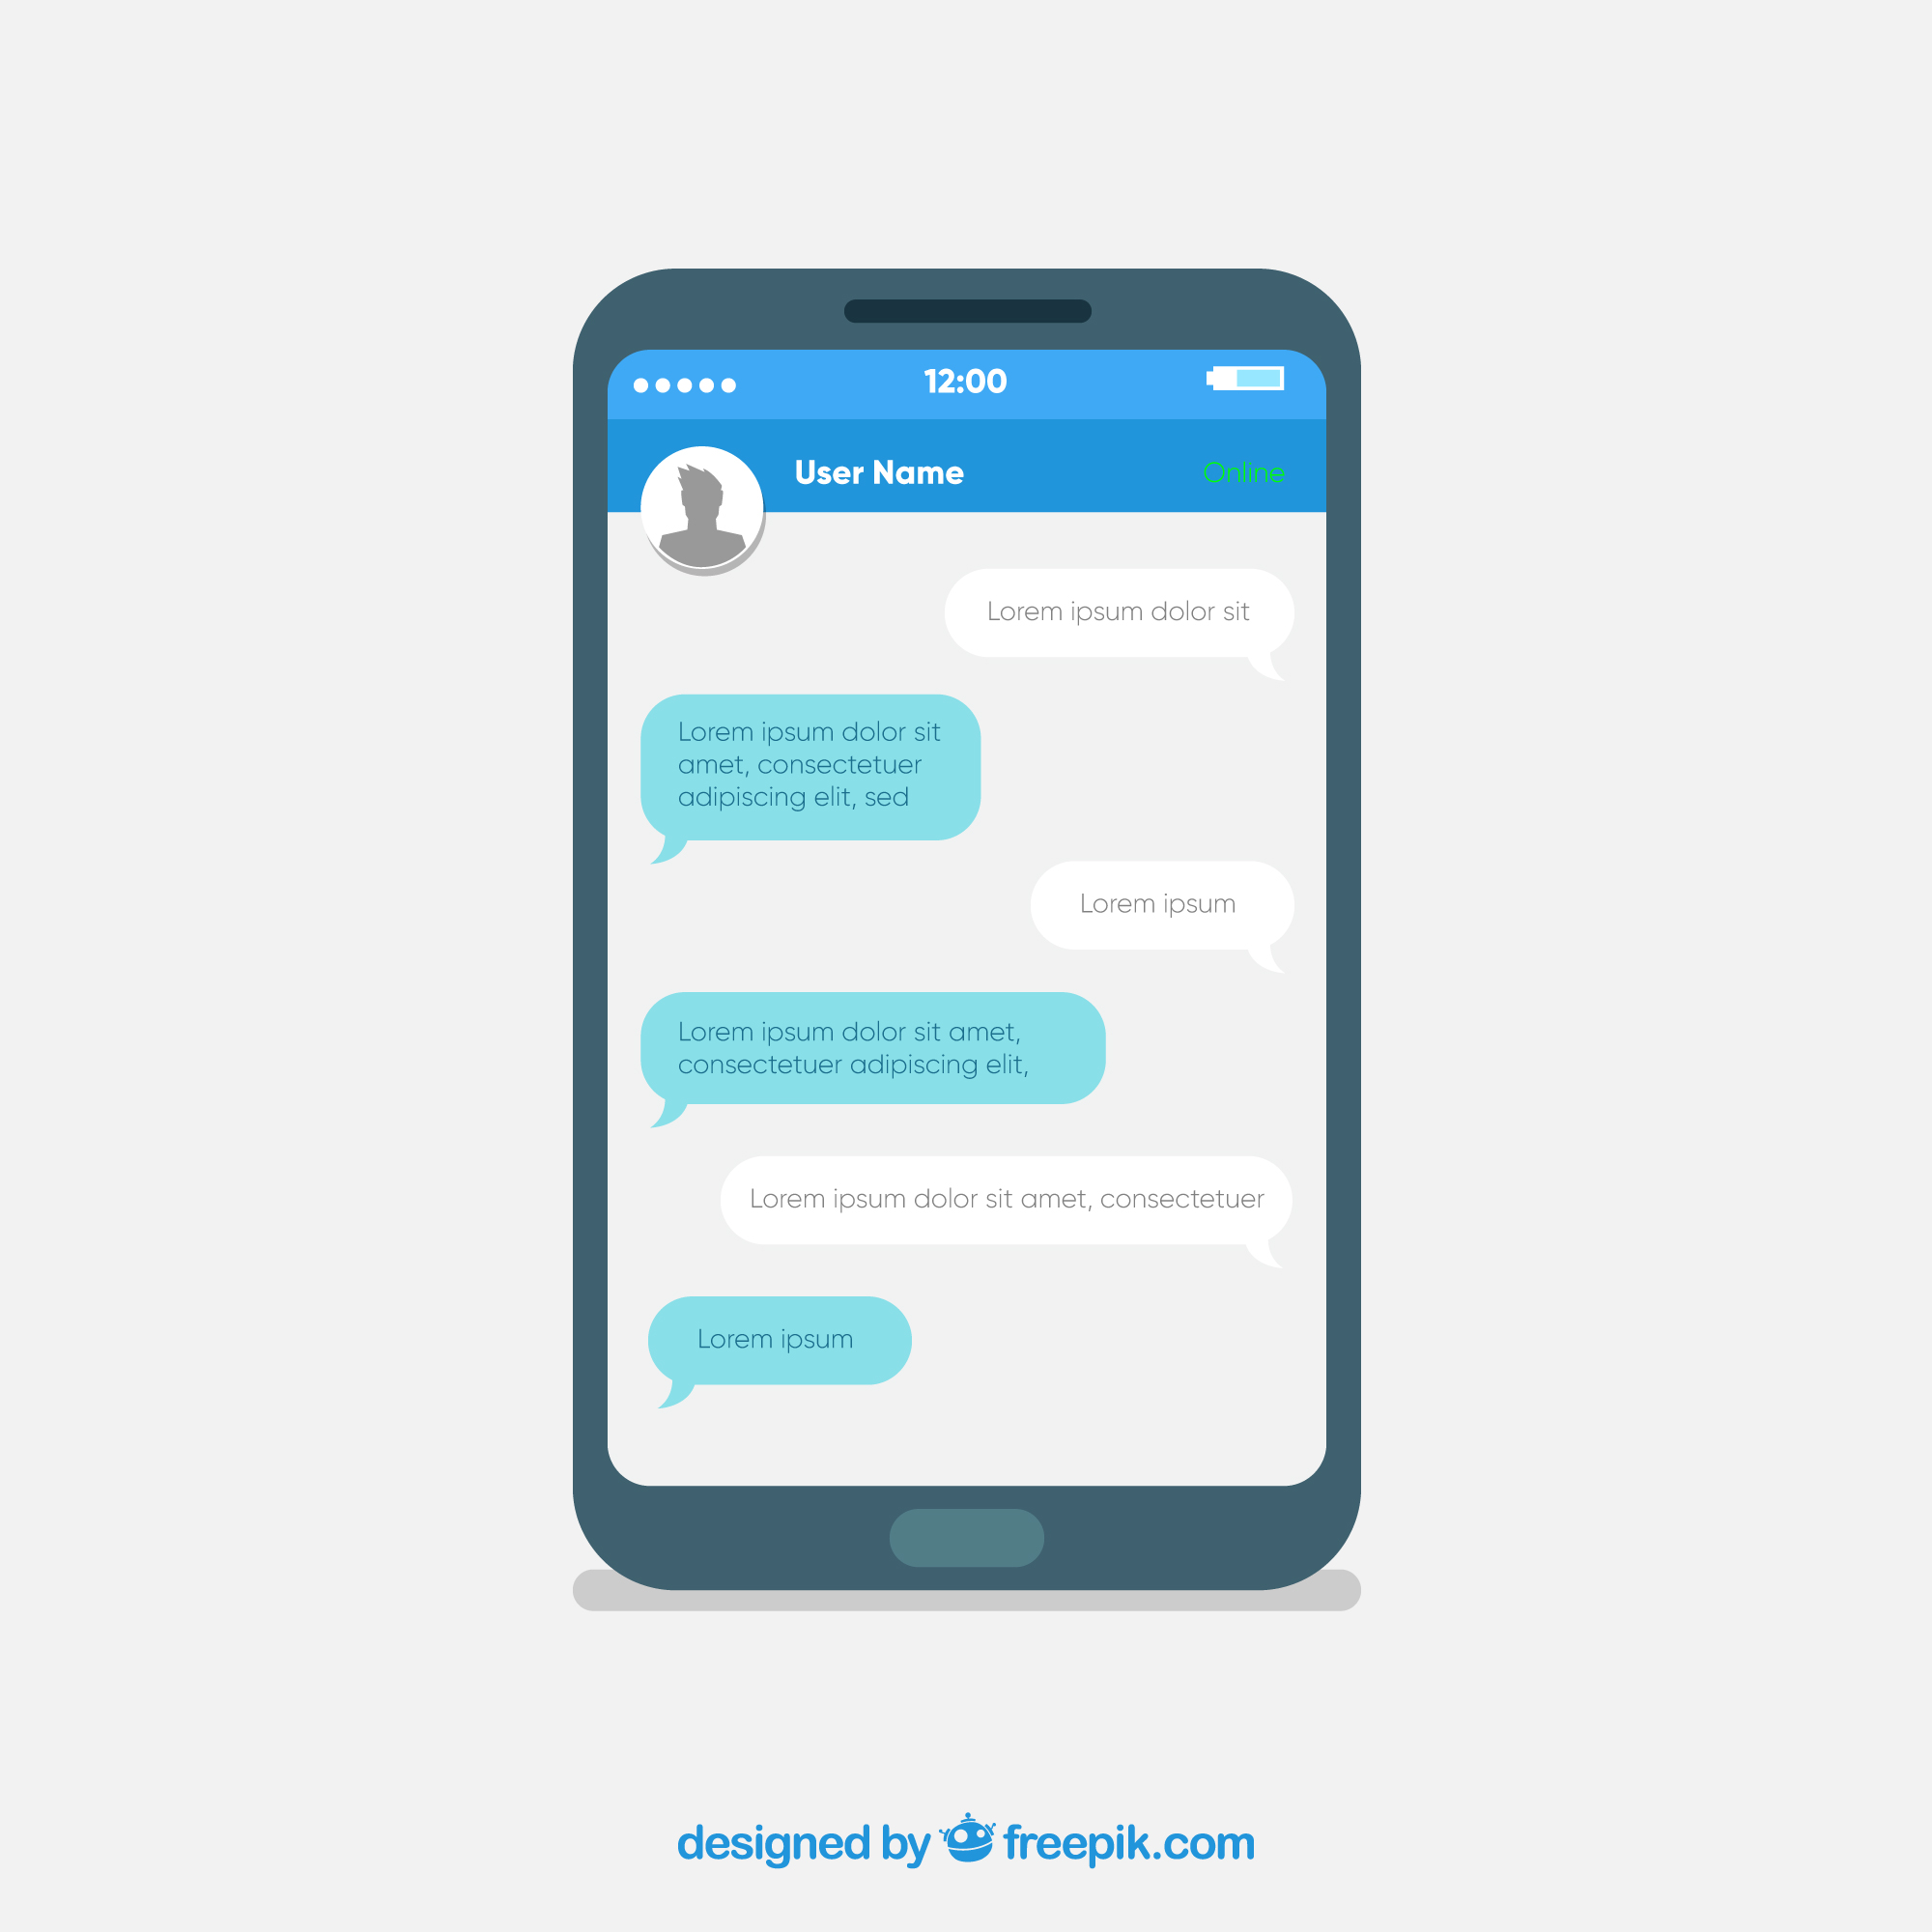 12:00
User Name
Online
Lorem ipsum dolor sit
Lorem ipsum dolor sit
amet, consectetuer
adipiscing elit, sed
Lorem ipsum
Lorem ipsum dolor sit amet,
consectetuer adipiscing elit,
Lorem ipsum dolor sit amet, consectetuer
Lorem ipsum
designed by freepik.com